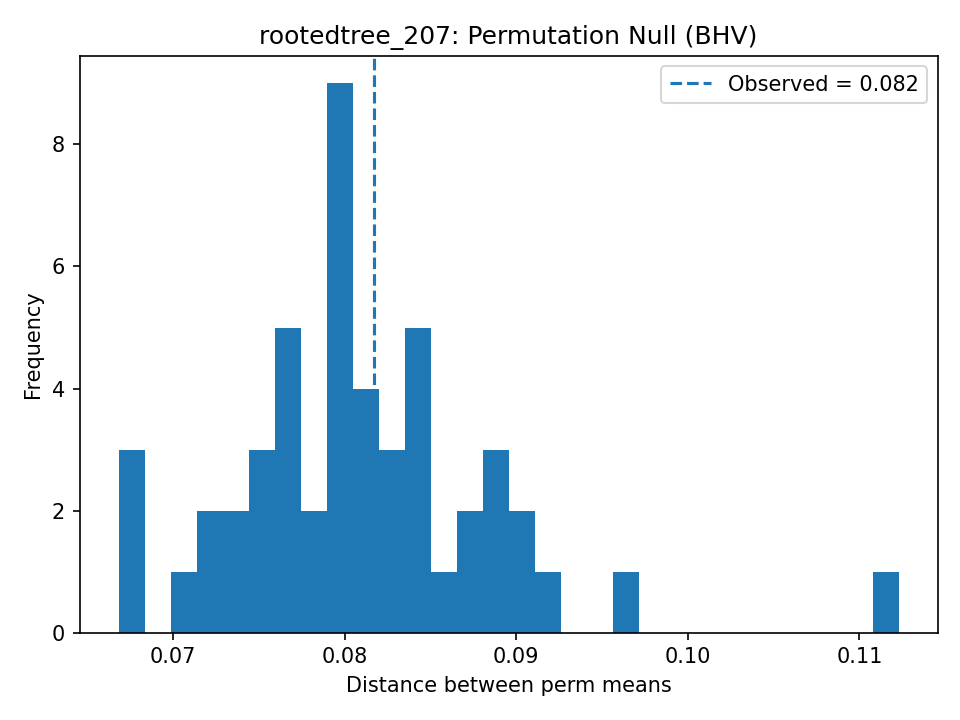 rootedtree_207: Permutation Null (BHV)
Observed = 0.082
Frequency
8
6
4
2
0
0.07 0.08 0.09 0.10 0.11
Distance between perm means